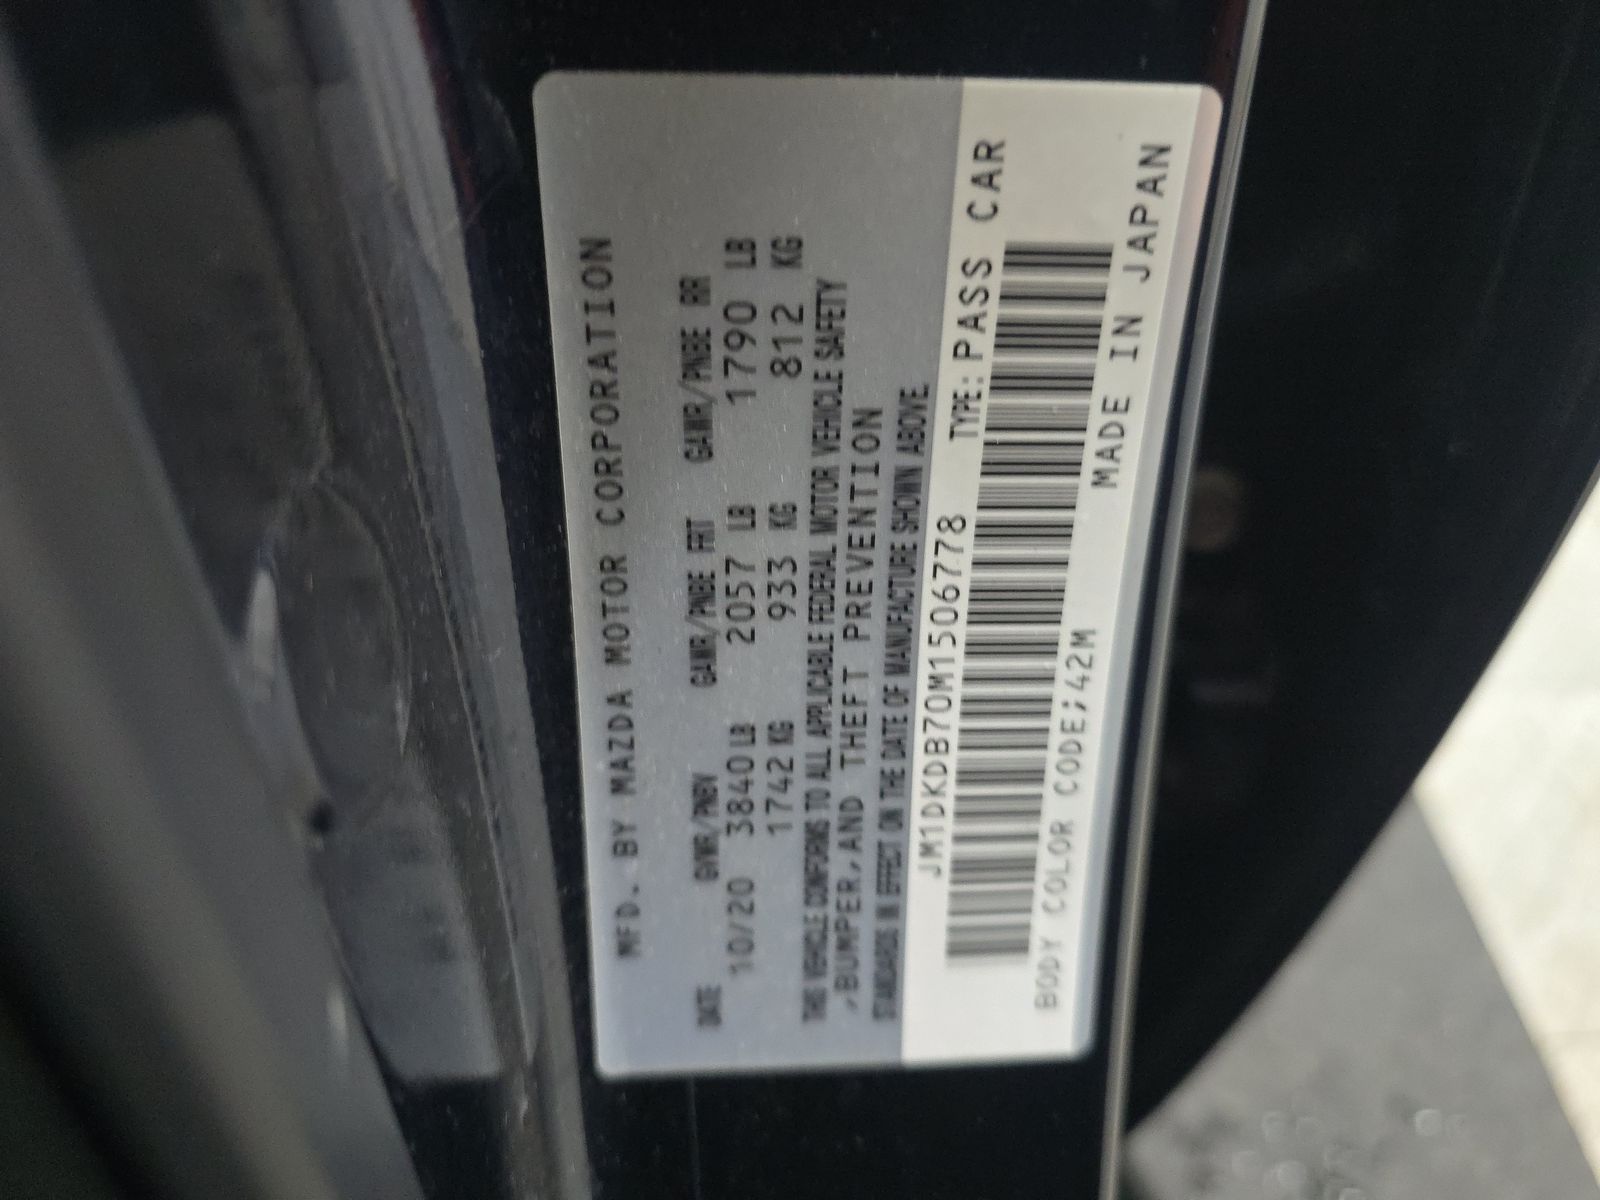 MFD. BY MAZDA MOTOR CORPORATION
DATE GVWR/PNBV GAWR/PNBE FRT GAWR/PNBE RR
10/20 3840 LB 2057 LB 1790 LB
1742 KG 933 KG 812 KG
THIS VEHICLE CONFORMS TO ALL APPLICABLE FEDERAL MOTOR VEHICLE SAFETY
,BUMPER,AND THEFT PREVENTION
STANDARDS IN EFFECT ON THE DATE OF MANUFACTURE SHOWN ABOVE.
JM1DKDB70M1506778 TYPE: PASS CAR
BODY COLOR CODE;42M MADE IN JAPAN